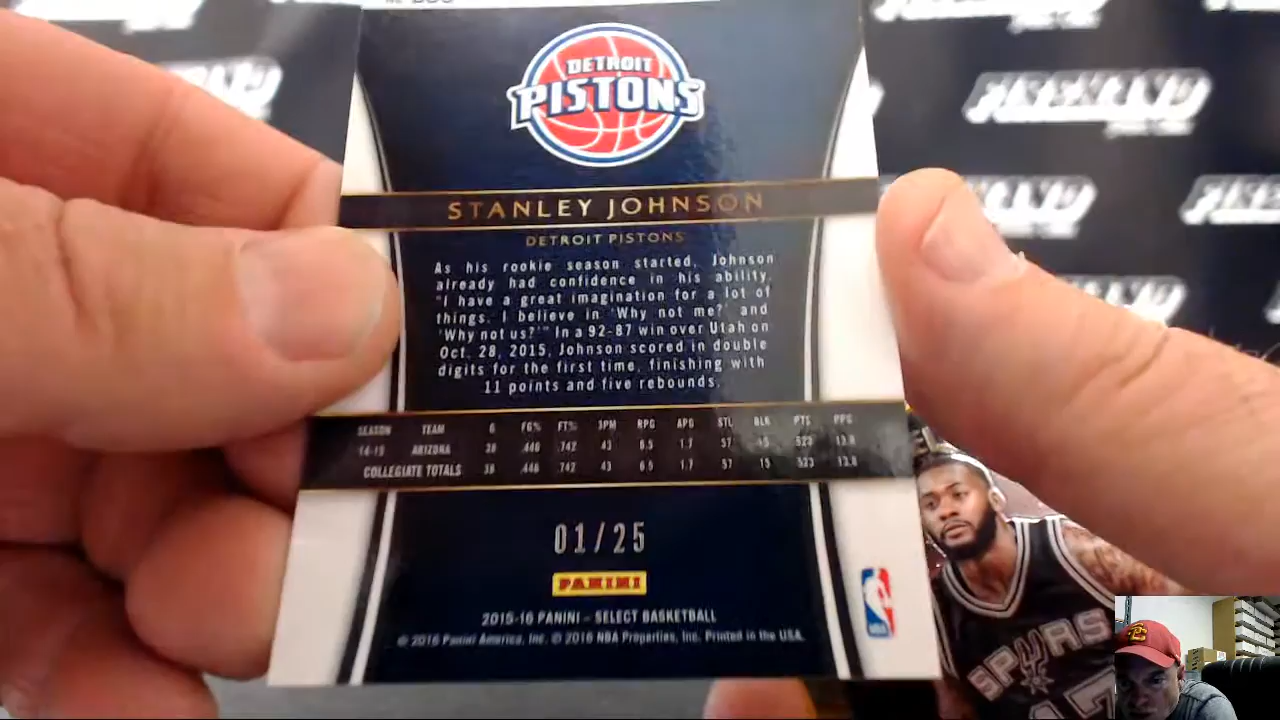 DETROIT
PISTONS
STANLEY JOHNSON
DETROIT PISTONS
As his rookie season started, Johnson
already had confidence in his ability.
"I have a great imagination for a lot of
things. I believe in 'Why not me?' and
'Why not us?'" In a 92-87 win over Utah on
Oct. 28, 2015, Johnson scored in double
digits for the first time, finishing with
11 points and five rebounds.
SEASON TEAM G FG% FT% 3PM RPG APG STL BLK PTS PPG
14-15 ARIZONA 38 .446 .742 43 6.5 1.7 57 15 523 13.8
COLLEGIATE TOTALS 38 .446 .742 43 6.5 1.7 57 15 523 13.8
01/25
PANINI
2015-16 PANINI – SELECT BASKETBALL
© 2016 Panini America, Inc. © 2016 NBA Properties, Inc. Printed in the USA.
NBA
SPURS
17